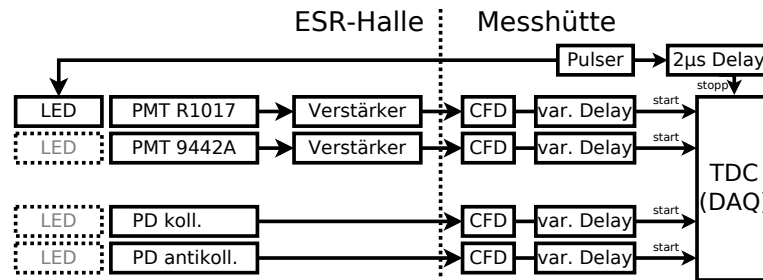 ESR-Halle Messhütte
Pulser 2µs Delay
stopp
LED PMT R1017 Verstärker CFD var. Delay start
LED PMT 9442A Verstärker CFD var. Delay start
TDC
(DAQ)
LED PD koll. CFD var. Delay start
LED PD antikoll. CFD var. Delay start